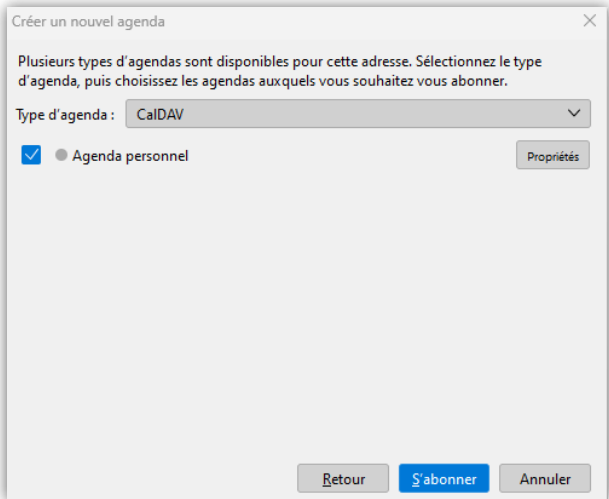 Créer un nouvel agenda
Plusieurs types d’agendas sont disponibles pour cette adresse. Sélectionnez le type
d’agenda, puis choisissez les agendas auxquels vous souhaitez vous abonner.
Type d’agenda : CalDAV
Agenda personnel Propriétés
Retour S’abonner Annuler